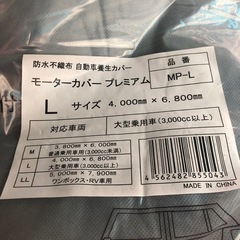 防水不織布 自動車養生カバー
モーターカバー プレミアム
品番
MP-L
L サイズ 4,000mm × 6,800mm
対応車両 大型乗用車(3,000cc以上)
M 3,800mm × 6,000mm
普通乗用車(3,000cc未満)
L 4,000mm × 6,800mm
大型乗用車(3,000cc以上)
LL 5,000mm × 7,900mm
ワンボックス・RV車用
4 562482 855043